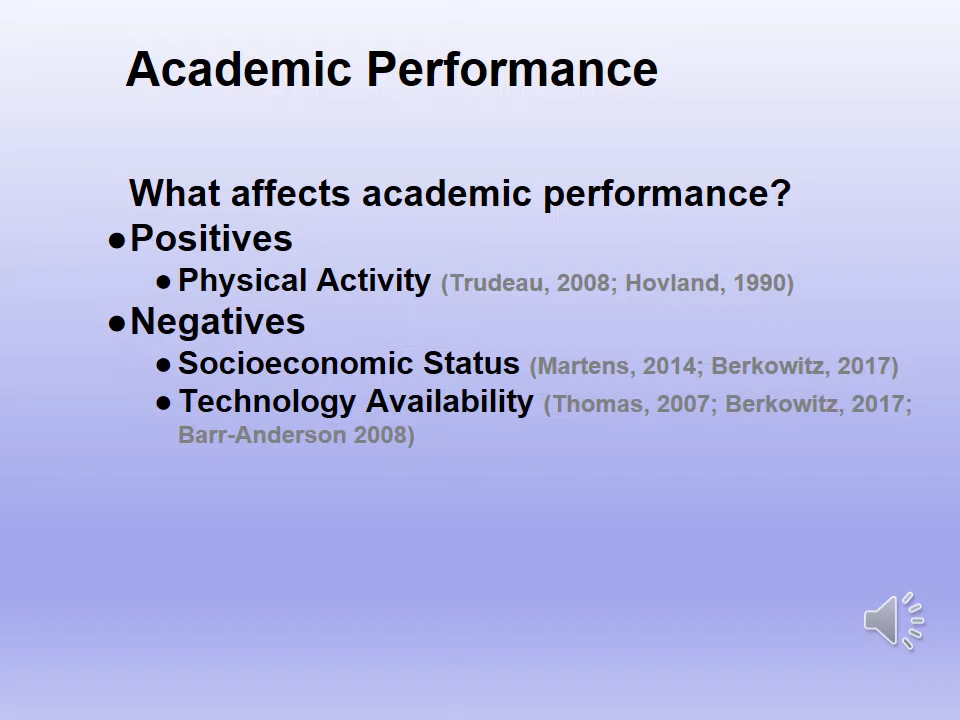 Academic Performance
What affects academic performance?
●Positives
● Physical Activity (Trudeau, 2008; Hovland, 1990)
●Negatives
● Socioeconomic Status (Martens, 2014; Berkowitz, 2017)
● Technology Availability (Thomas, 2007; Berkowitz, 2017;
Barr-Anderson 2008)